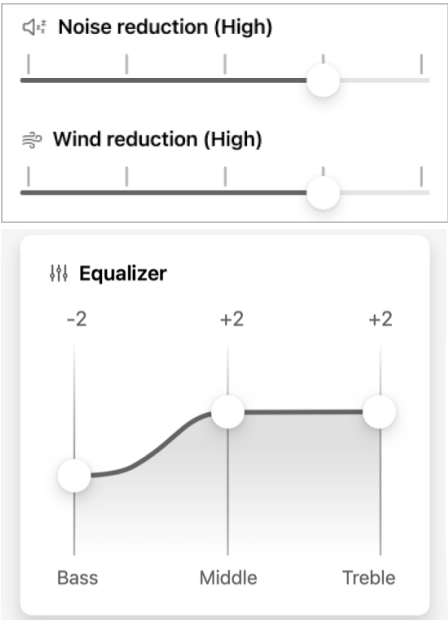 Noise reduction (High)
Wind reduction (High)
Equalizer
-2 +2 +2
Bass Middle Treble